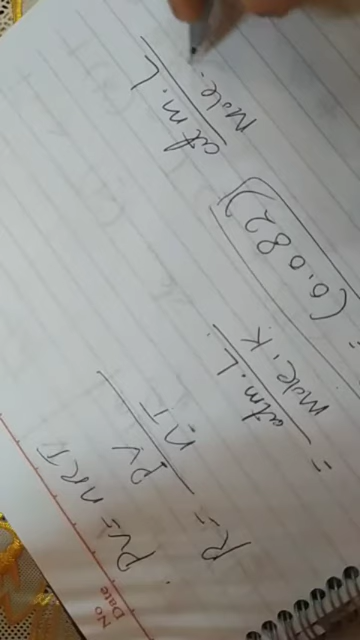 No
Date
PV = nRT
R = PV / nT
= atm.L / mole.K
= (0.082) atm.L / Mole.